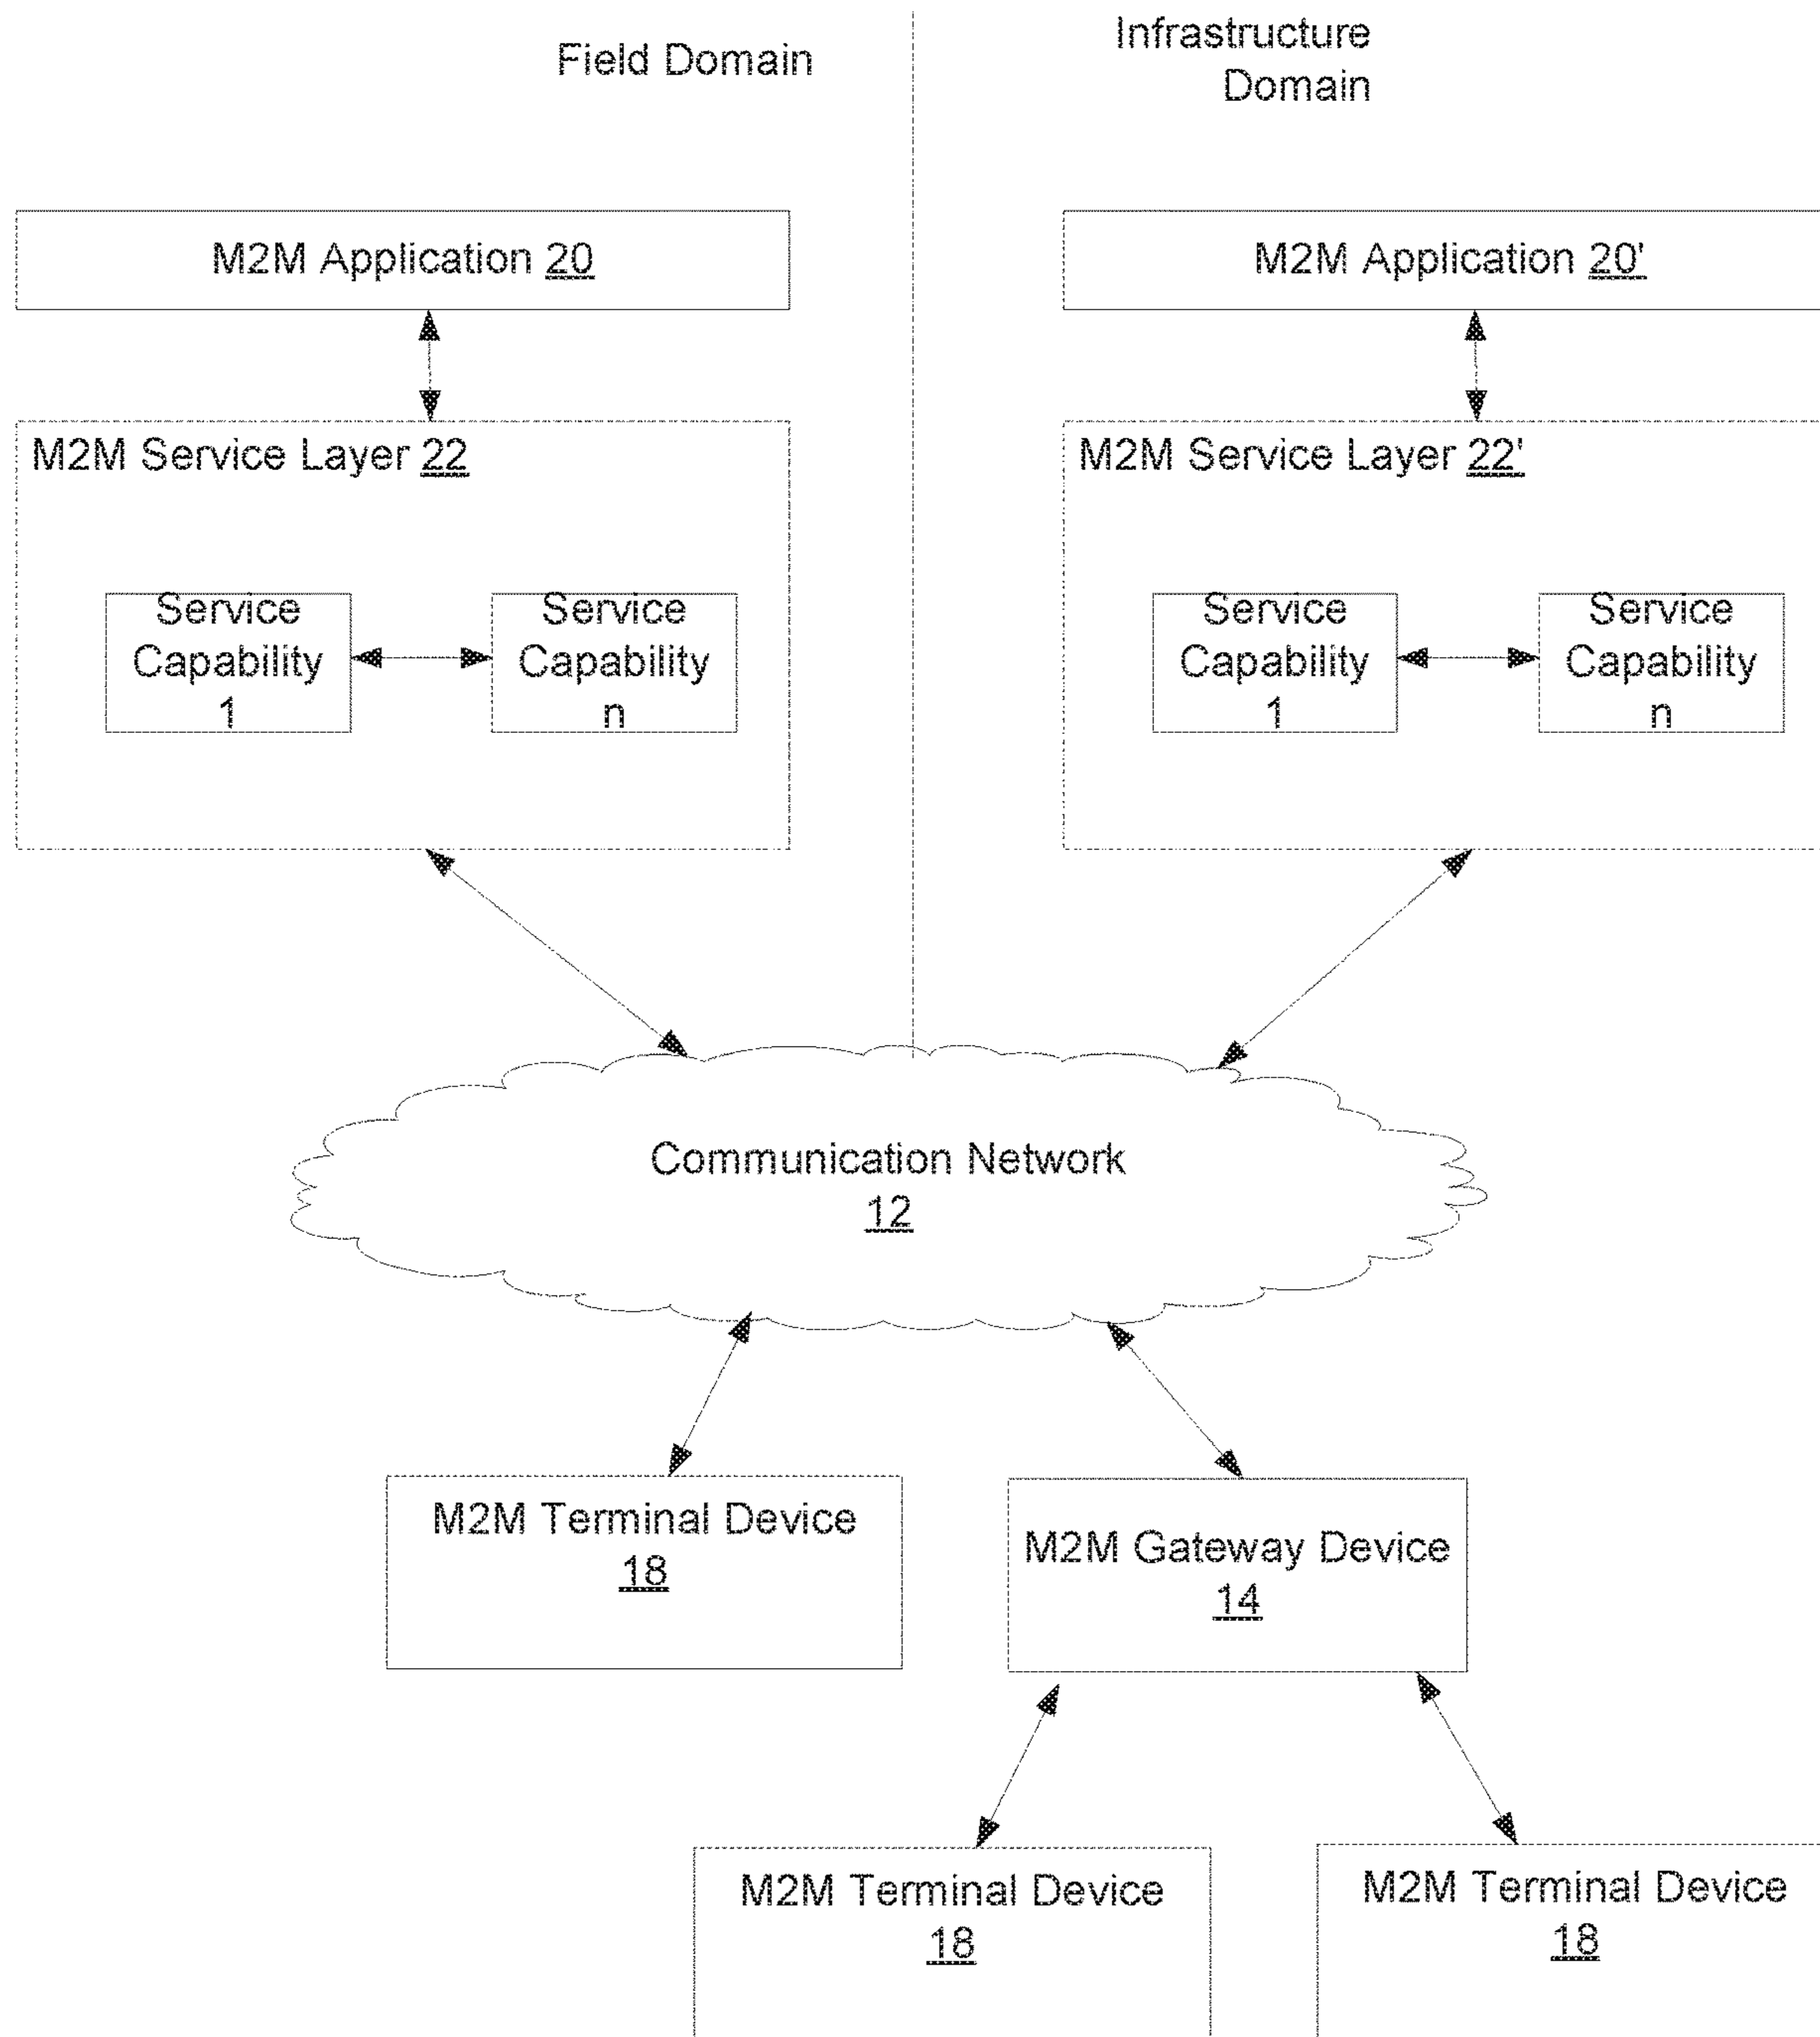 Field Domain
Infrastructure
Domain
M2M Application 20
M2M Application 20'
M2M Service Layer 22
M2M Service Layer 22'
Service
Capability
1
Service
Capability
n
Service
Capability
1
Service
Capability
n
Communication Network
12
M2M Terminal Device
18
M2M Gateway Device
14
M2M Terminal Device
18
M2M Terminal Device
18